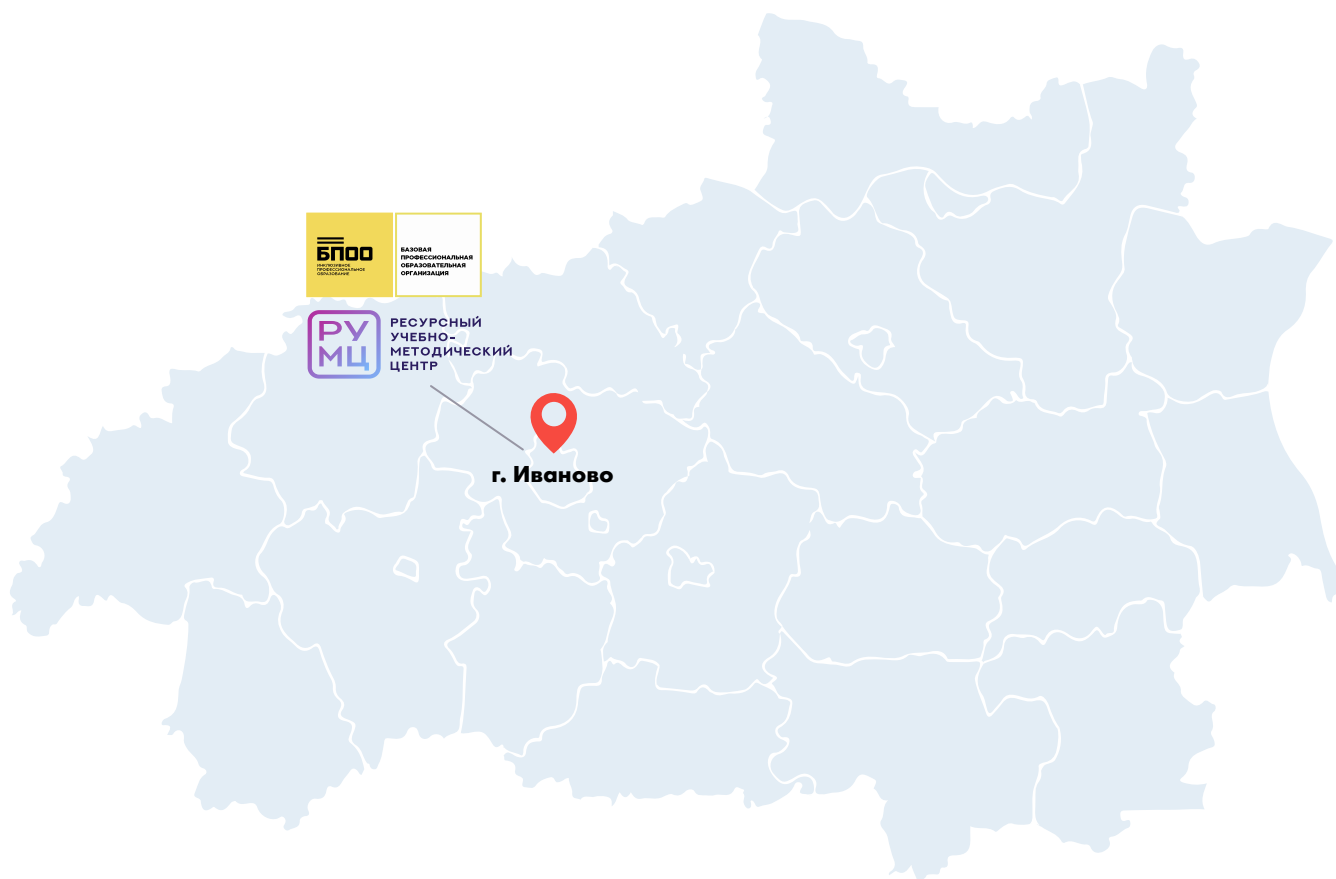 БПОО
ИНКЛЮЗИВНОЕ
ПРОФЕССИОНАЛЬНОЕ
ОБРАЗОВАНИЕ
БАЗОВАЯ
ПРОФЕССИОНАЛЬНАЯ
ОБРАЗОВАТЕЛЬНАЯ
ОРГАНИЗАЦИЯ
РУ
МЦ
РЕСУРСНЫЙ
УЧЕБНО-
МЕТОДИЧЕСКИЙ
ЦЕНТР
г. Иваново